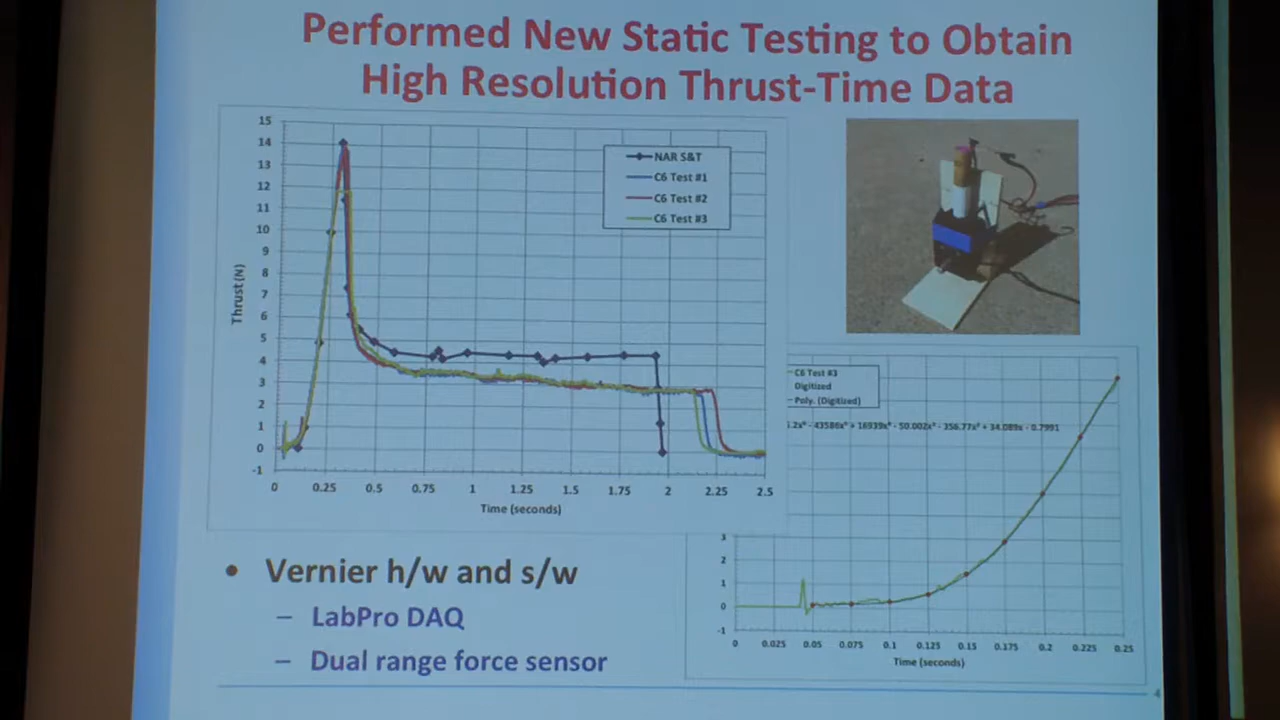 Performed New Static Testing to Obtain
High Resolution Thrust-Time Data
15
14
13
12
11
10
9
8
7
6
5
4
3
2
1
0
-1
Thrust (N)
NAR S&T
C6 Test #1
C6 Test #2
C6 Test #3
0 0.25 0.5 0.75 1 1.25 1.5 1.75 2 2.25 2.5
Time (seconds)
C6 Test #3
Digitized
Poly. (Digitized)
3
2
1
0
-1
0 0.025 0.05 0.075 0.1 0.125 0.15 0.175 0.2 0.225 0.25
Time (seconds)
• Vernier h/w and s/w
– LabPro DAQ
– Dual range force sensor
4